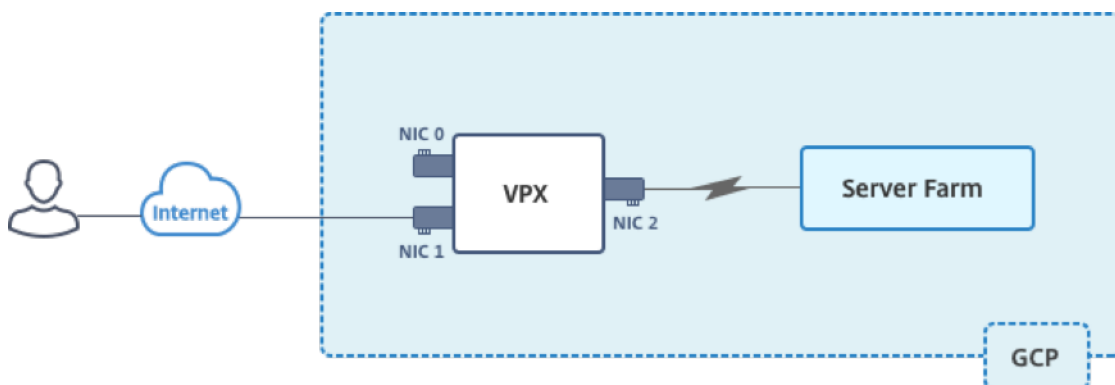 NIC 0
VPX
Server Farm
Internet
NIC 1
NIC 2
GCP